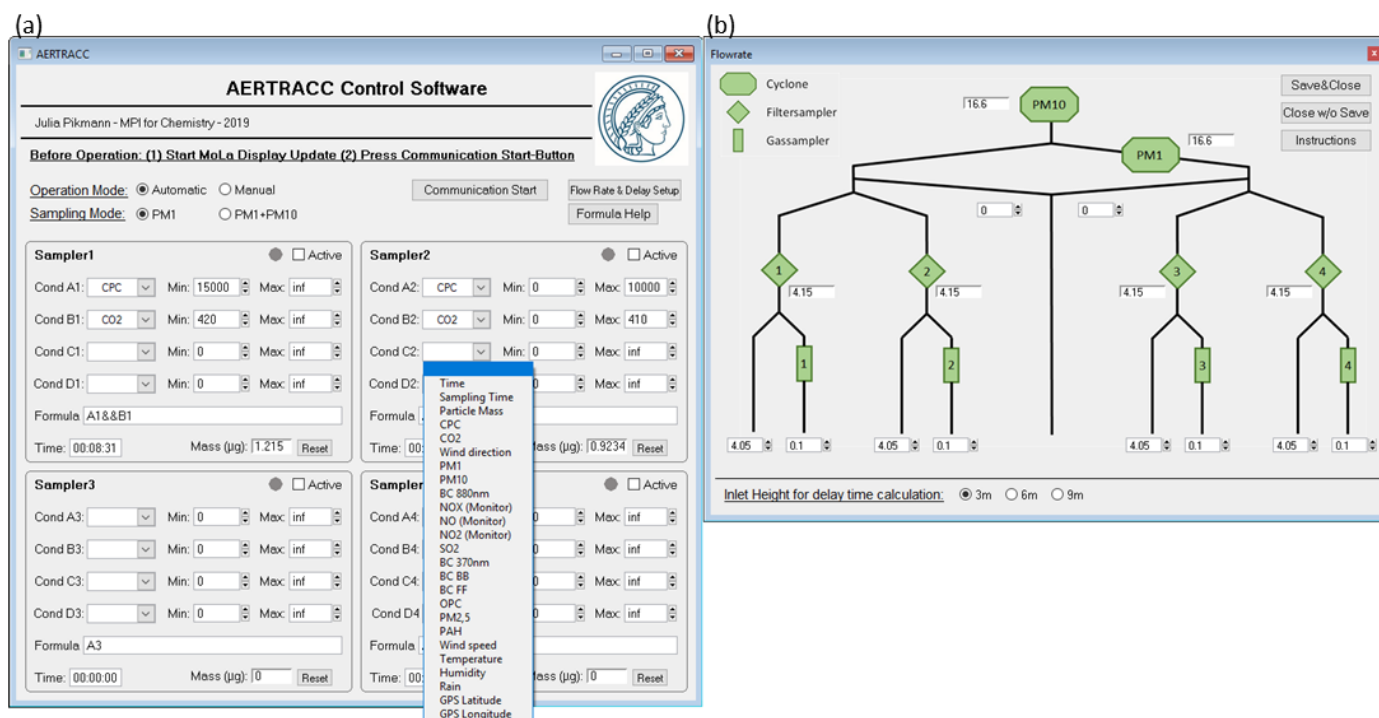 (a)
AERTRACC
AERTRACC Control Software
Julia Pikmann - MPI for Chemistry - 2019
Before Operation: (1) Start MoLa Display Update (2) Press Communication Start-Button
Operation Mode: Automatic Manual Communication Start Flow Rate & Delay Setup
Sampling Mode: PM1 PM1+PM10 Formula Help
Sampler1 Active
Cond A1: CPC Min: 15000 Max: inf
Cond B1: CO2 Min: 420 Max: inf
Cond C1: Min: 0 Max: inf
Cond D1: Min: 0 Max: inf
Formula A1&&B1
Time: 00:08:31 Mass (µg): 1.215 Reset
Sampler2 Active
Cond A2: CPC Min: 0 Max: 10000
Cond B2: CO2 Min: 0 Max: 410
Cond C2: Min: 0 Max: inf
Cond D2: 0 Max: inf
Formula
Time: 00: Mass (µg): 0.9234 Reset
Time
Sampling Time
Particle Mass
CPC
CO2
Wind direction
PM1
PM10
BC 880nm
NOX (Monitor)
NO (Monitor)
NO2 (Monitor)
SO2
BC 370nm
BC BB
BC FF
OPC
PM2,5
PAH
Wind speed
Temperature
Humidity
Rain
GPS Latitude
GPS Longitude
Sampler3 Active
Cond A3: Min: 0 Max: inf
Cond B3: Min: 0 Max: inf
Cond C3: Min: 0 Max: inf
Cond D3: Min: 0 Max: inf
Formula A3
Time: 00:00:00 Mass (µg): 0 Reset
Sampler Active
Cond A4: 0 Max: inf
Cond B4: 0 Max: inf
Cond C4: 0 Max: inf
Cond D4 0 Max: inf
Formula
Time: 00: Mass (µg): 0 Reset
(b)
Flowrate
Cyclone
Filtersampler
Gassampler
Save&Close
Close w/o Save
Instructions
16.6 PM10
16.6
PM1
0 0
1 2 3 4
4.15 4.15 4.15 4.15
1 2 3 4
4.05 0.1 4.05 0.1 4.05 0.1 4.05 0.1
Inlet Height for delay time calculation: 3m 6m 9m